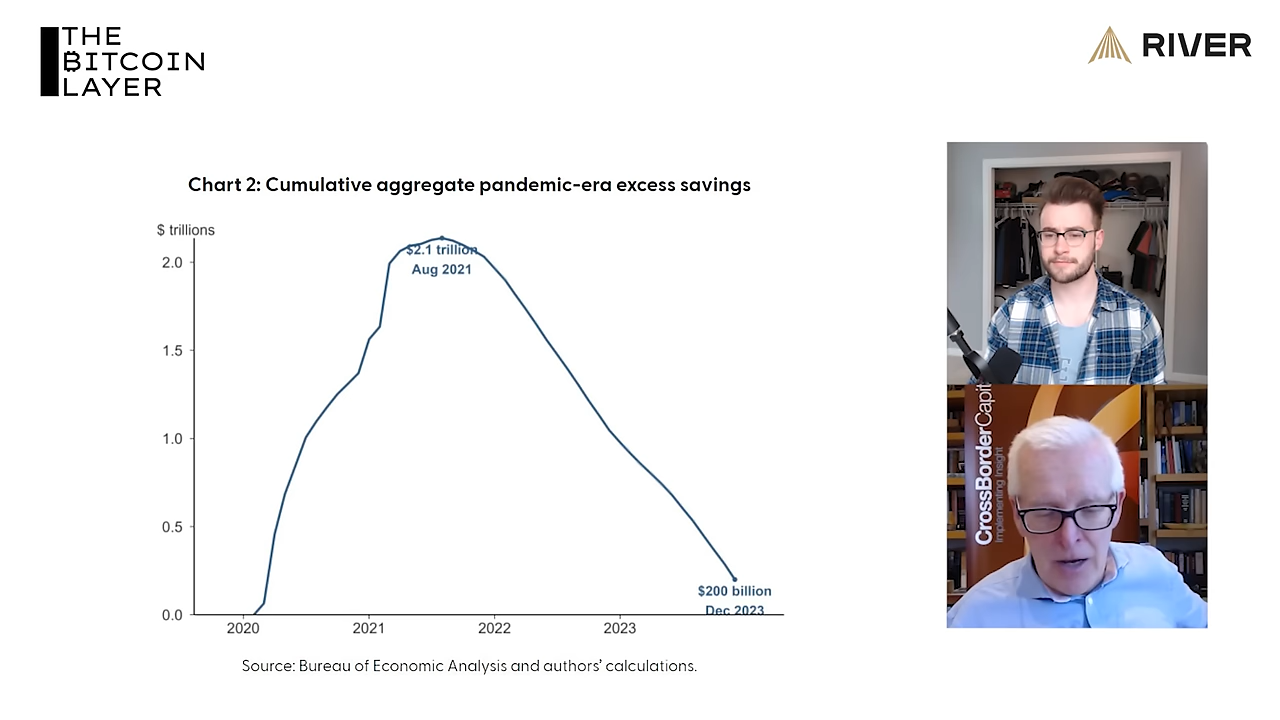 THE
BITCOIN
LAYER
RIVER
Chart 2: Cumulative aggregate pandemic-era excess savings
$ trillions
2.0
1.5
1.0
0.5
0.0
$2.1 trillion
Aug 2021
$200 billion
Dec 2023
2020
2021
2022
2023
Source: Bureau of Economic Analysis and authors’ calculations.
CrossBorderCapit
Implementing Insight